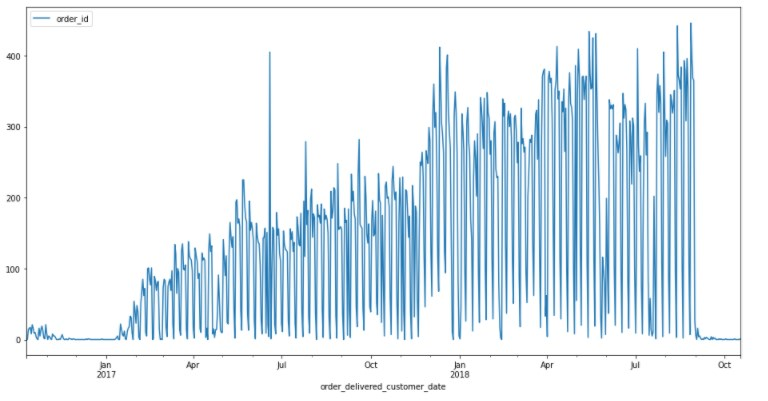 order_id
400
300
200
100
0
Jan
2017
Apr
Jul
Oct
Jan
2018
Apr
Jul
Oct
order_delivered_customer_date